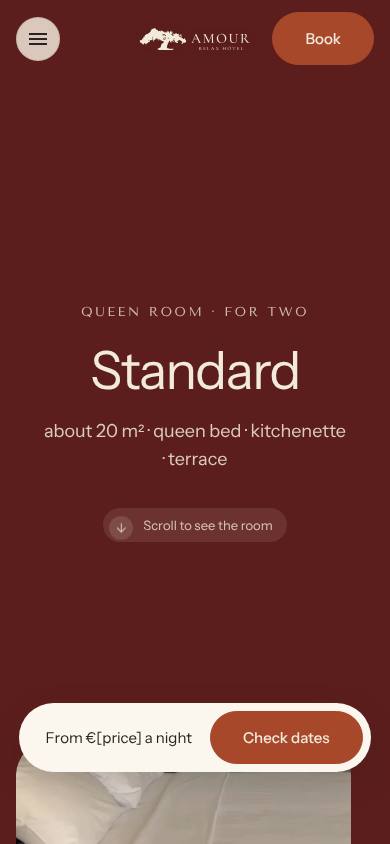 AMOUR
RELAX HOTEL
Book
QUEEN ROOM · FOR TWO
Standard
about 20 m² · queen bed · kitchenette
· terrace
Scroll to see the room
From €[price] a night
Check dates